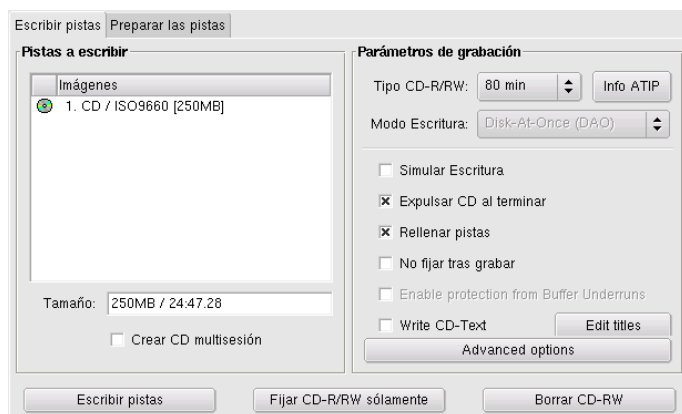 Escribir pistas Preparar las pistas
Pistas a escribir
Imágenes
1. CD / ISO9660 [250MB]
Tamaño: 250MB / 24:47.28
Crear CD multisesión
Parámetros de grabación
Tipo CD-R/RW: 80 min Info ATIP
Modo Escritura: Disk-At-Once (DAO)
Simular Escritura
Expulsar CD al terminar
Rellenar pistas
No fijar tras grabar
Enable protection from Buffer Underruns
Write CD-Text Edit titles
Advanced options
Escribir pistas Fijar CD-R/RW sólamente Borrar CD-RW